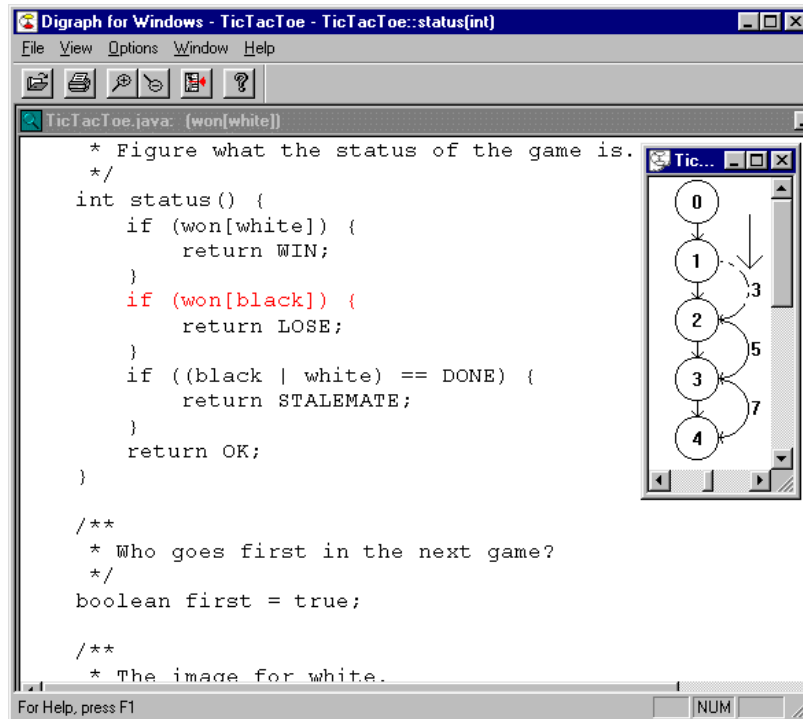 Digraph for Windows - TicTacToe - TicTacToe::status(int)
File View Options Window Help
TicTacToe.java: (won[white])
* Figure what the status of the game is.
*/
int status() {
if (won[white]) {
return WIN;
}
if (won[black]) {
return LOSE;
}
if ((black | white) == DONE) {
return STALEMATE;
}
return OK;
}
/**
* Who goes first in the next game?
*/
boolean first = true;
/**
* The image for white.
Tic...
0
1
3
2
5
3
7
4
For Help, press F1
NUM